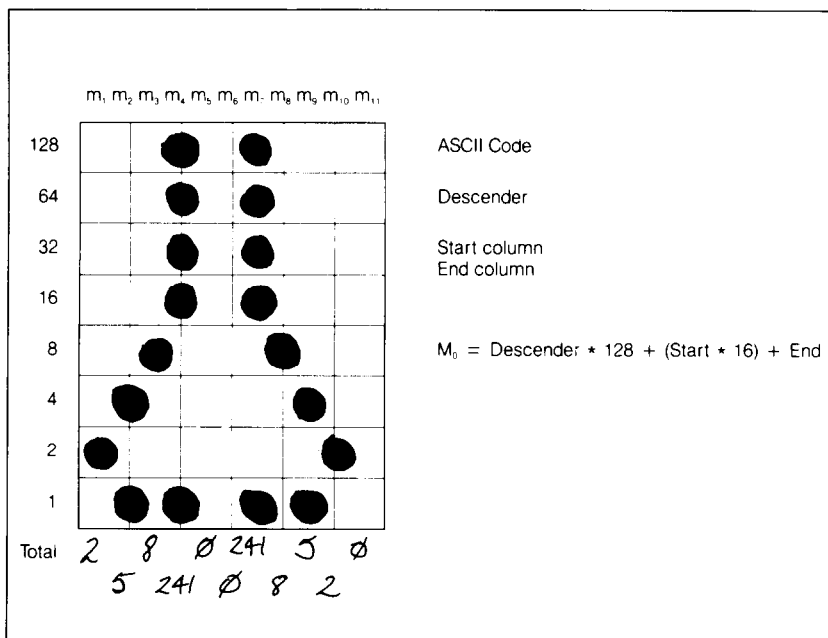 m₁ m₂ m₃ m₄ m₅ m₆ m₇ m₈ m₉ m₁₀ m₁₁
128 ASCII Code
64 Descender
32 Start column
End column
16
8 M₀ = Descender * 128 + (Start * 16) + End
4
2
1
Total 2 8 Ø 241 5 Ø
5 241 Ø 8 2